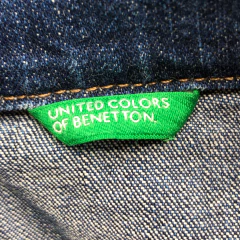 UNITED COLORS
OF BENETTON.